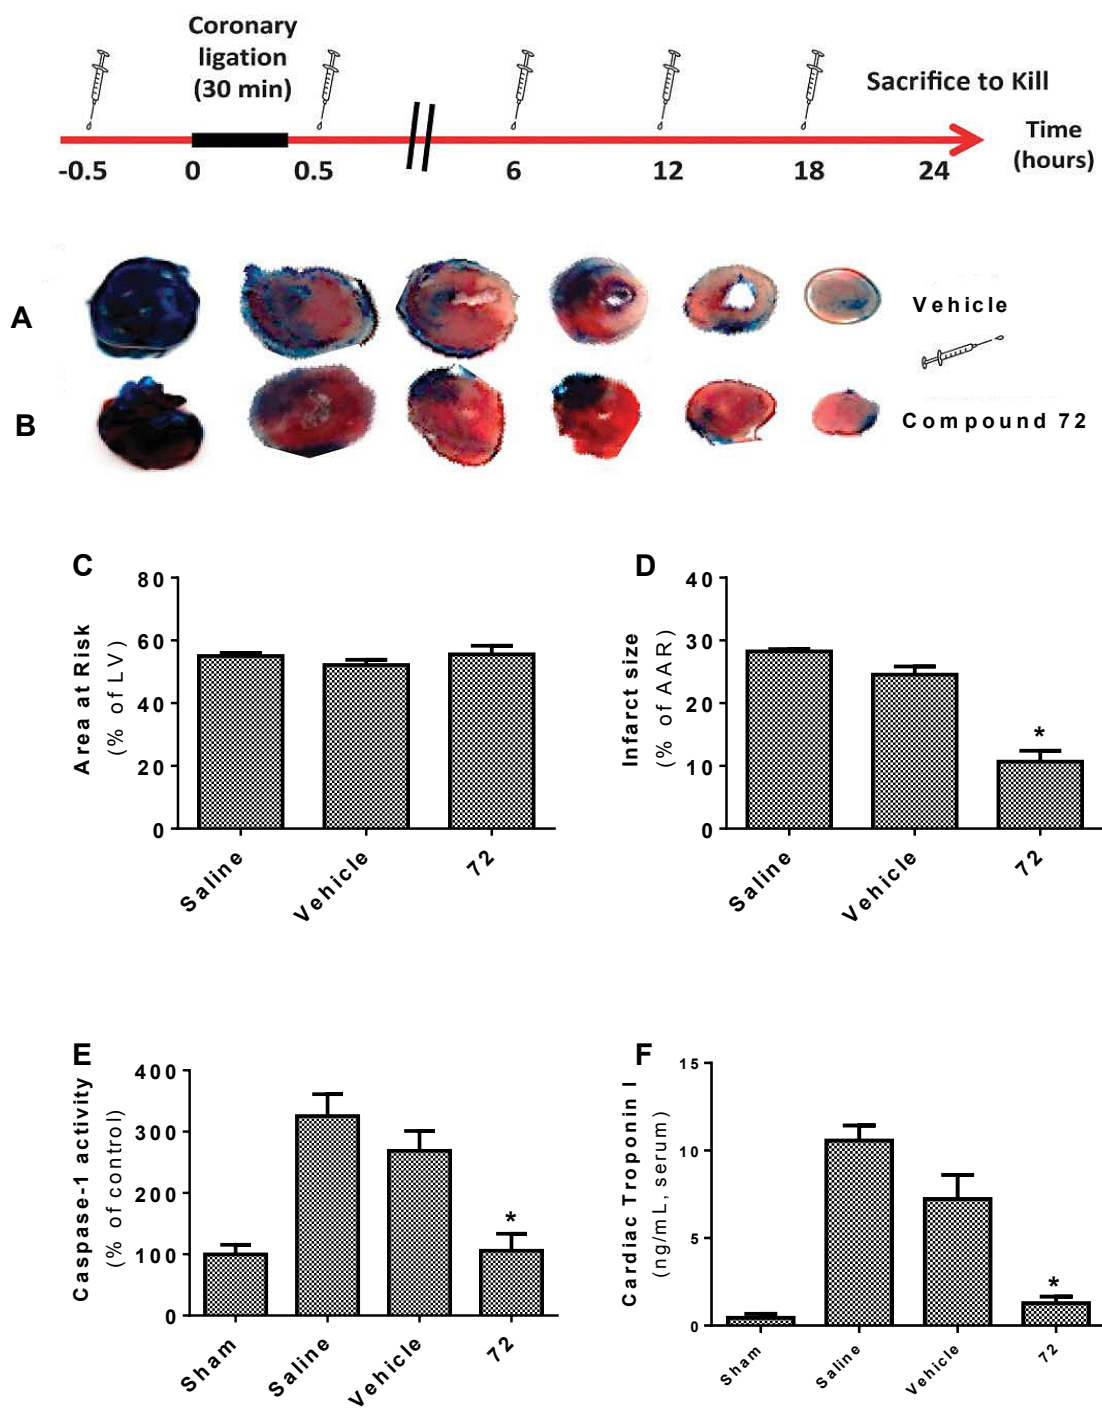 Coronary
ligation
(30 min)
Sacrifice to Kill
Time
(hours)
-0.5 0 0.5 6 12 18 24
A
Vehicle
B
Compound 72
C
Area at Risk
(% of LV)
80
60
40
20
0
Saline Vehicle 72
D
Infarct size
(% of AAR)
40
30
20
10
0
*
Saline Vehicle 72
E
Caspase-1 activity
(% of control)
400
300
200
100
0
*
Sham Saline Vehicle 72
F
Cardiac Troponin I
(ng/mL, serum)
15
10
5
0
*
Sham Saline Vehicle 72